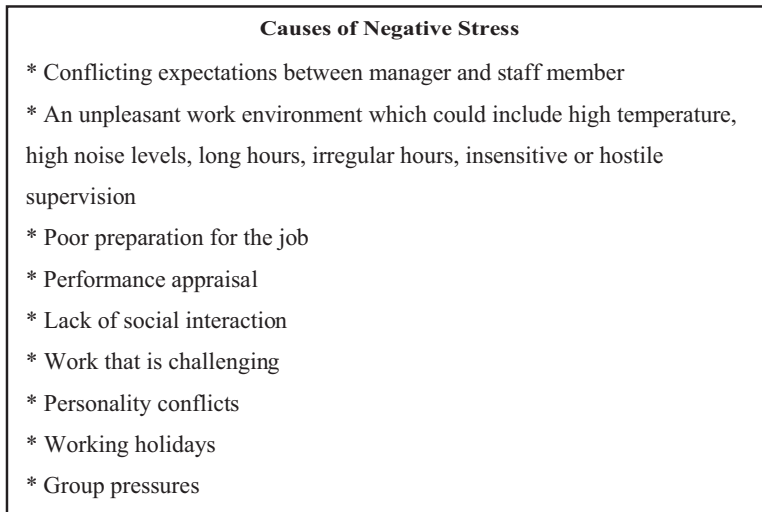 Causes of Negative Stress
* Conflicting expectations between manager and staff member
* An unpleasant work environment which could include high temperature,
high noise levels, long hours, irregular hours, insensitive or hostile
supervision
* Poor preparation for the job
* Performance appraisal
* Lack of social interaction
* Work that is challenging
* Personality conflicts
* Working holidays
* Group pressures